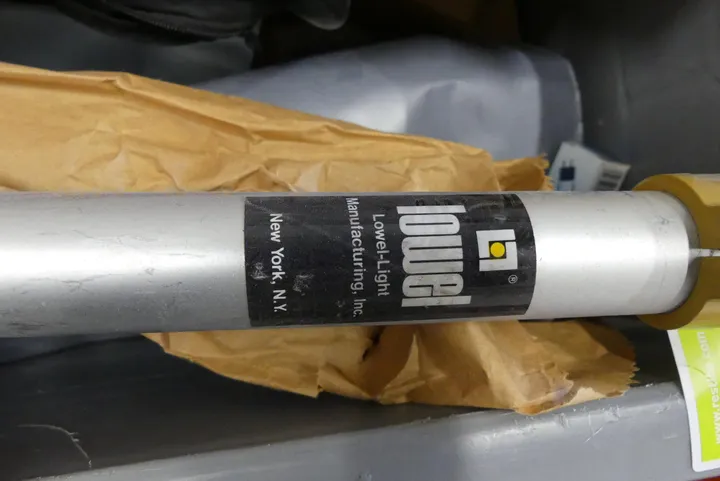 lowel
®
Lowel-Light
Manufacturing, Inc.
New York, N.Y.